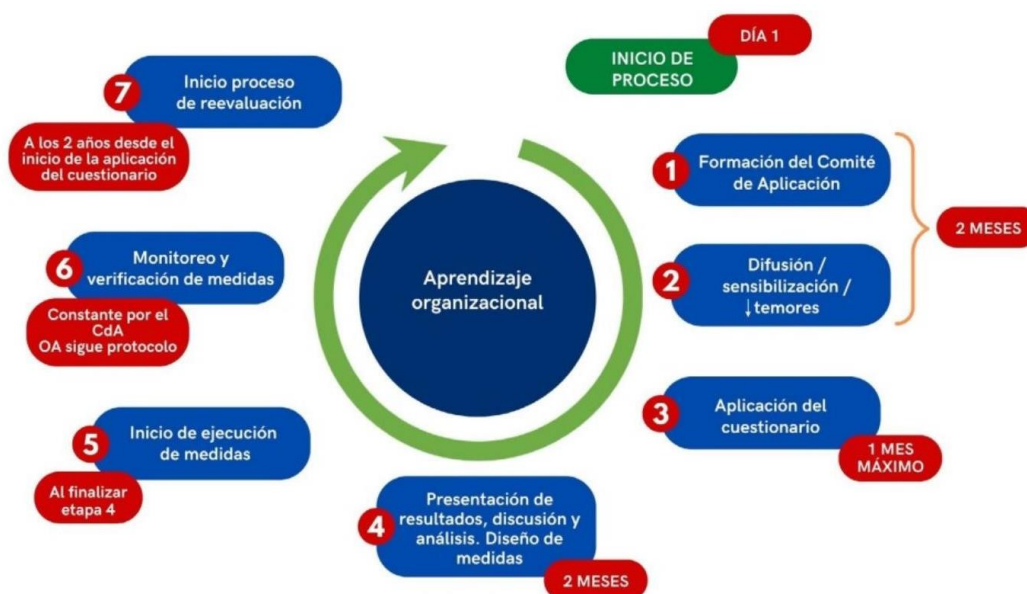 DÍA 1
INICIO DE
PROCESO
1
Formación del Comité
de Aplicación
2
Difusión /
sensibilización /
↓temores
2 MESES
3
Aplicación del
cuestionario
1 MES
MÁXIMO
4
Presentación de
resultados, discusión y
análisis. Diseño de
medidas
2 MESES
5
Inicio de ejecución
de medidas
Al finalizar
etapa 4
6
Monitoreo y
verificación de medidas
Constante por el
CdA
OA sigue protocolo
7
Inicio proceso
de reevaluación
A los 2 años desde el
inicio de la aplicación
del cuestionario
Aprendizaje
organizacional